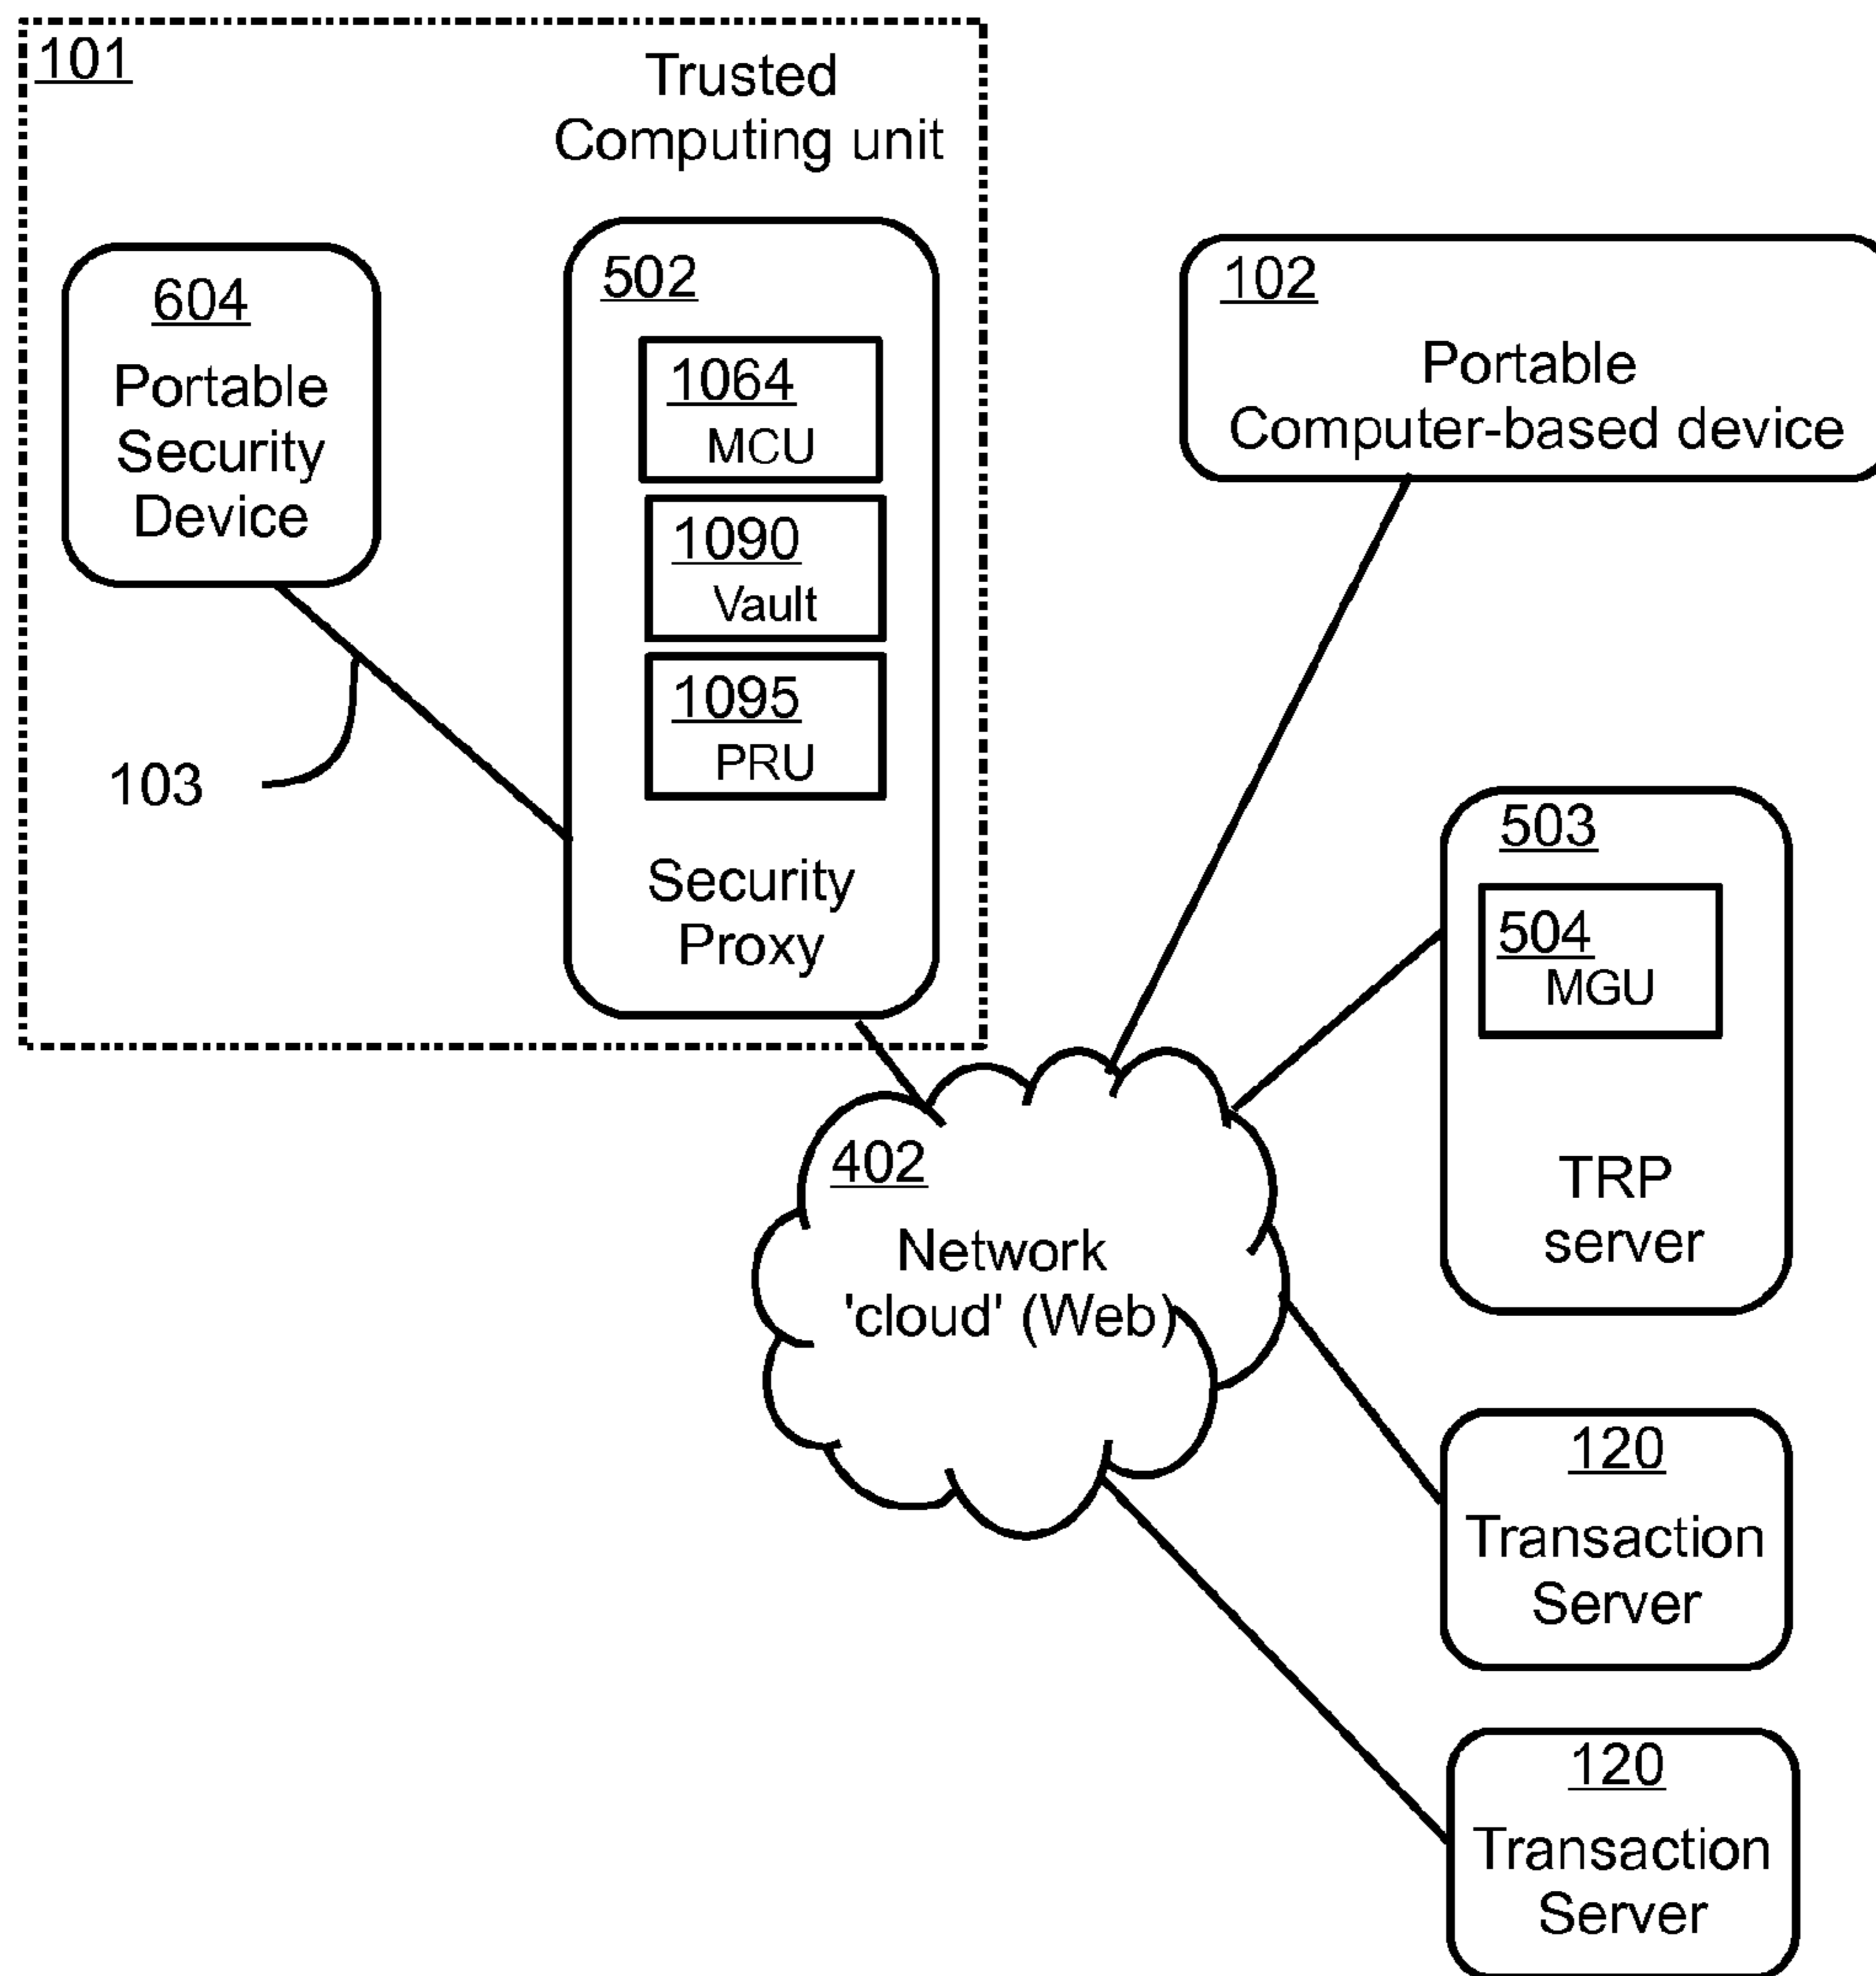 101
Trusted
Computing unit
604
Portable
Security
Device
502
1064
MCU
1090
Vault
1095
PRU
Security
Proxy
103
102
Portable
Computer-based device
503
504
MGU
TRP
server
402
Network
'cloud' (Web)
120
Transaction
Server
120
Transaction
Server